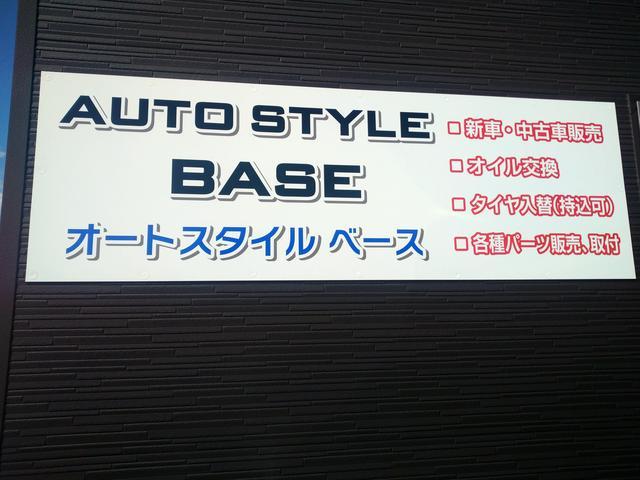 AUTO STYLE
BASE
オートスタイル ベース
■ 新車・中古車販売
■ オイル交換
■ タイヤ入替(持込可)
■ 各種パーツ販売、取付